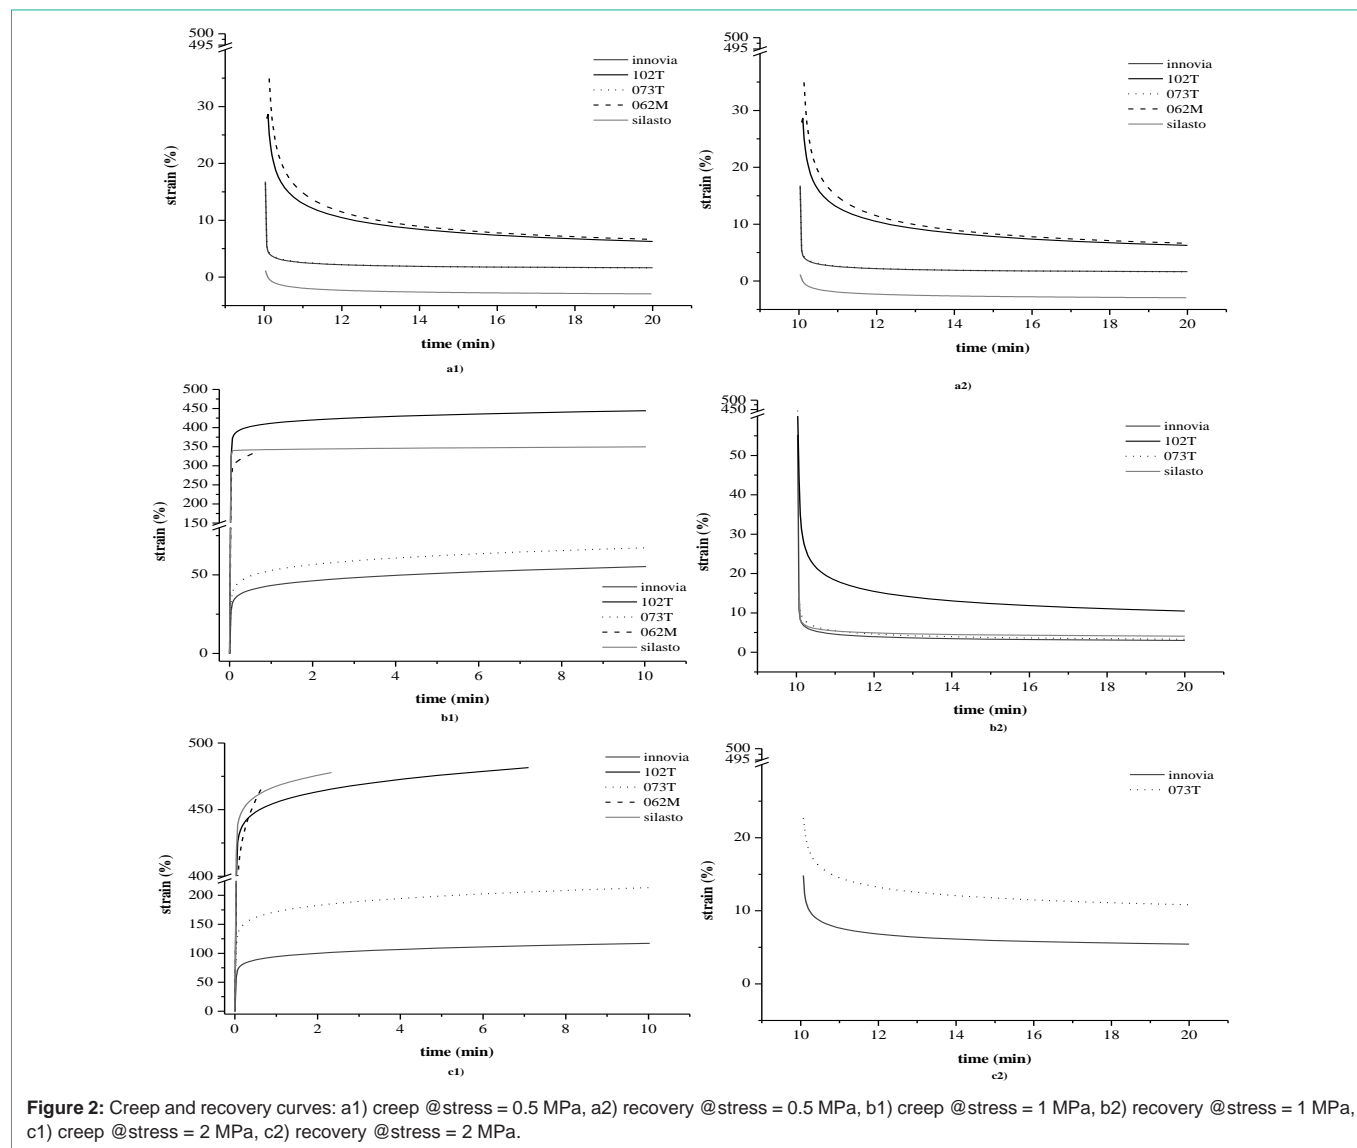 500
495
30
20
10
0
strain (%)
innovia
102T
073T
062M
silasto
10 12 14 16 18 20
time (min)
a1)
500
495
30
20
10
0
strain (%)
innovia
102T
073T
062M
silasto
10 12 14 16 18 20
time (min)
a2)
500
450
400
350
300
250
200
150
50
0
strain (%)
innovia
102T
073T
062M
silasto
0 2 4 6 8 10
time (min)
b1)
500
450
50
40
30
20
10
0
strain (%)
innovia
102T
073T
silasto
10 12 14 16 18 20
time (min)
b2)
500
450
400
200
150
100
50
0
strain (%)
innovia
102T
073T
062M
silasto
0 2 4 6 8 10
time (min)
c1)
500
495
20
10
0
strain (%)
innovia
073T
10 12 14 16 18 20
time (min)
c2)
Figure 2: Creep and recovery curves: a1) creep @stress = 0.5 MPa, a2) recovery @stress = 0.5 MPa, b1) creep @stress = 1 MPa, b2) recovery @stress = 1 MPa,
c1) creep @stress = 2 MPa, c2) recovery @stress = 2 MPa.